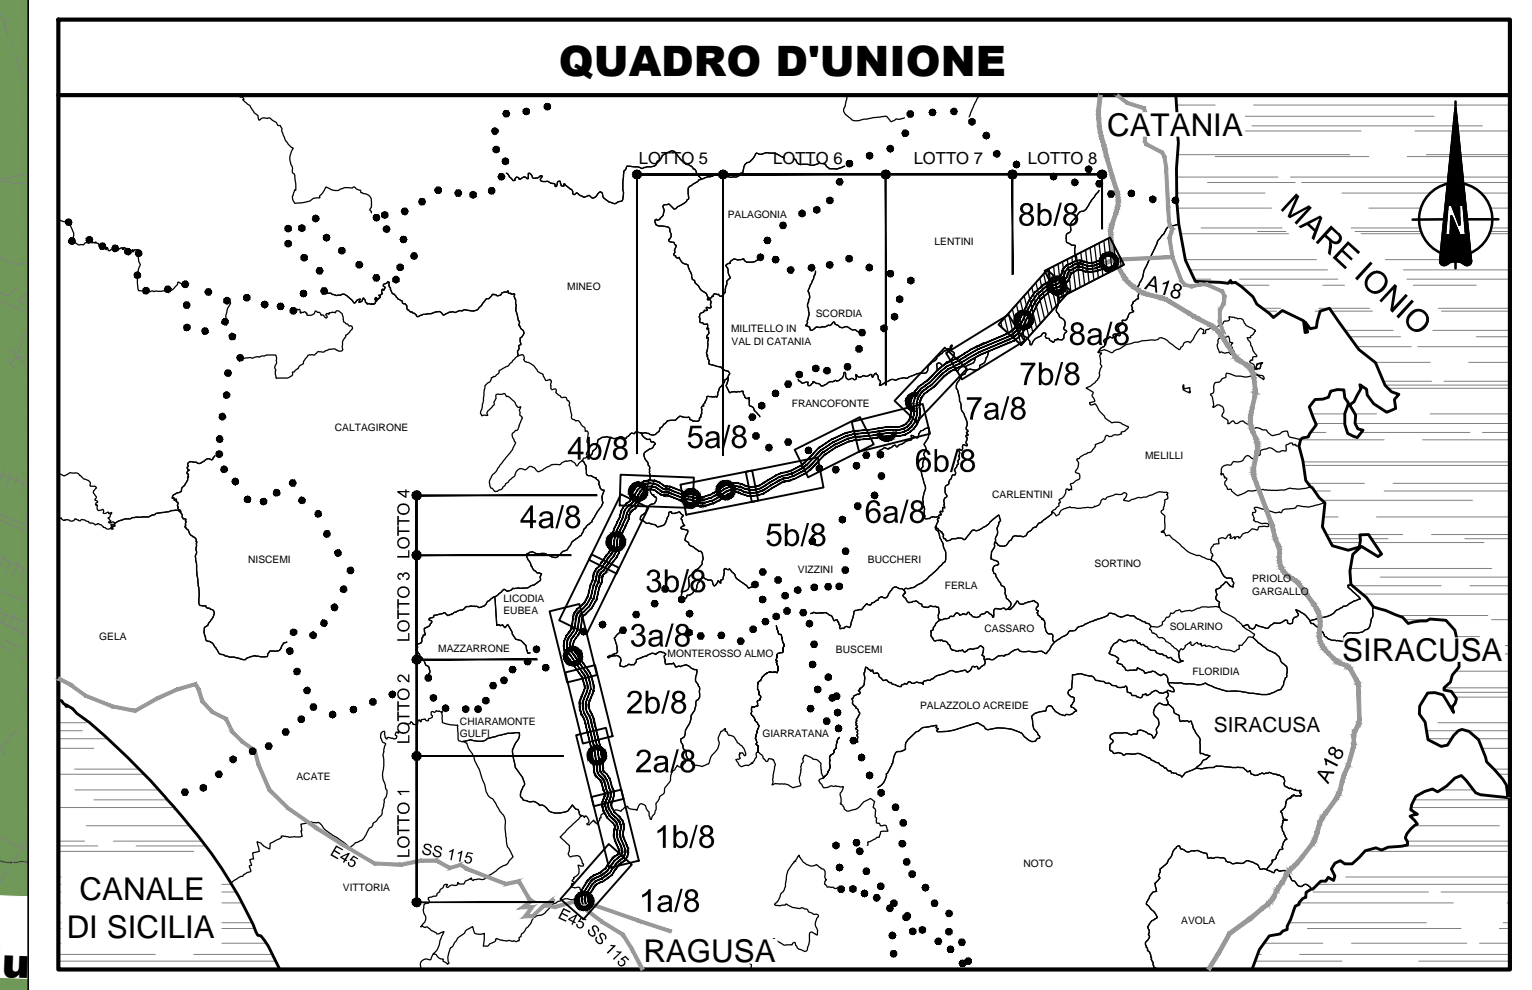 QUADRO D'UNIONE
CATANIA
LOTTO 5
LOTTO 6
LOTTO 7
LOTTO 8
PALAGONIA
8b/8
MARE IONIO
N
LENTINI
MINEO
A18
SCORDIA
MILITELLO IN
VAL DI CATANIA
8a/8
7b/8
FRANCOFONTE
7a/8
CALTAGIRONE
4b/8
5a/8
6b/8
MELILLI
CARLENTINI
LOTTO 4
4a/8
6a/8
5b/8
NISCEMI
VIZZINI
BUCCHERI
SORTINO
FERLA
PRIOLO
GARGALLO
LOTTO 3
3b/8
LICODIA
EUBEA
GELA
3a/8
CASSARO
SOLARINO
MAZZARRONE
MONTEROSSO ALMO
BUSCEMI
SIRACUSA
FLORIDIA
LOTTO 2
2b/8
PALAZZOLO ACREIDE
CHIARAMONTE
GULFI
GIARRATANA
SIRACUSA
2a/8
ACATE
A18
LOTTO 1
1b/8
E45
SS 115
NOTO
VITTORIA
CANALE
DI SICILIA
1a/8
E45 SS 115
AVOLA
RAGUSA
u